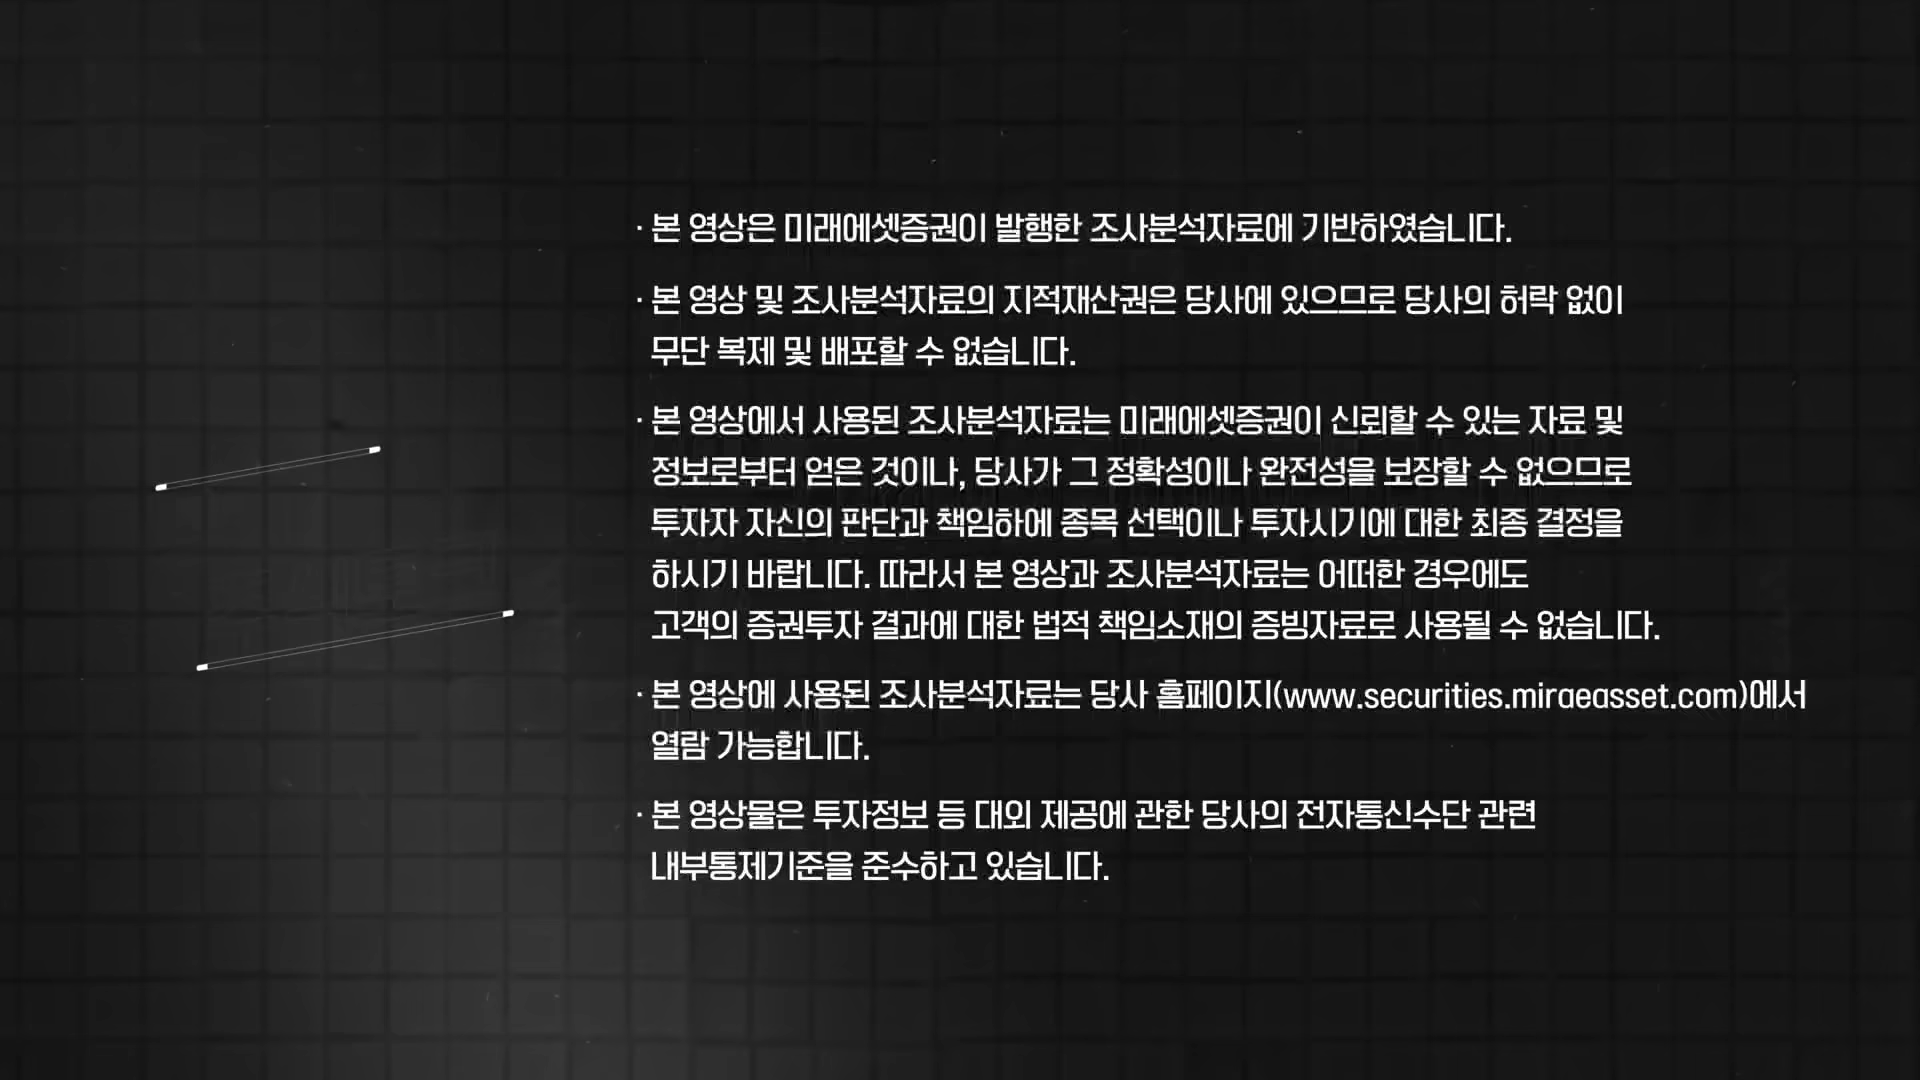 · 본 영상은 미래에셋증권이 발행한 조사분석자료에 기반하였습니다.
· 본 영상 및 조사분석자료의 지적재산권은 당사에 있으므로 당사의 허락 없이
무단 복제 및 배포할 수 없습니다.
· 본 영상에서 사용된 조사분석자료는 미래에셋증권이 신뢰할 수 있는 자료 및
정보로부터 얻은 것이나, 당사가 그 정확성이나 완전성을 보장할 수 없으므로
투자자 자신의 판단과 책임하에 종목 선택이나 투자시기에 대한 최종 결정을
하시기 바랍니다. 따라서 본 영상과 조사분석자료는 어떠한 경우에도
고객의 증권투자 결과에 대한 법적 책임소재의 증빙자료로 사용될 수 없습니다.
· 본 영상에 사용된 조사분석자료는 당사 홈페이지(www.securities.miraeasset.com)에서
열람 가능합니다.
· 본 영상물은 투자정보 등 대외 제공에 관한 당사의 전자통신수단 관련
내부통제기준을 준수하고 있습니다.